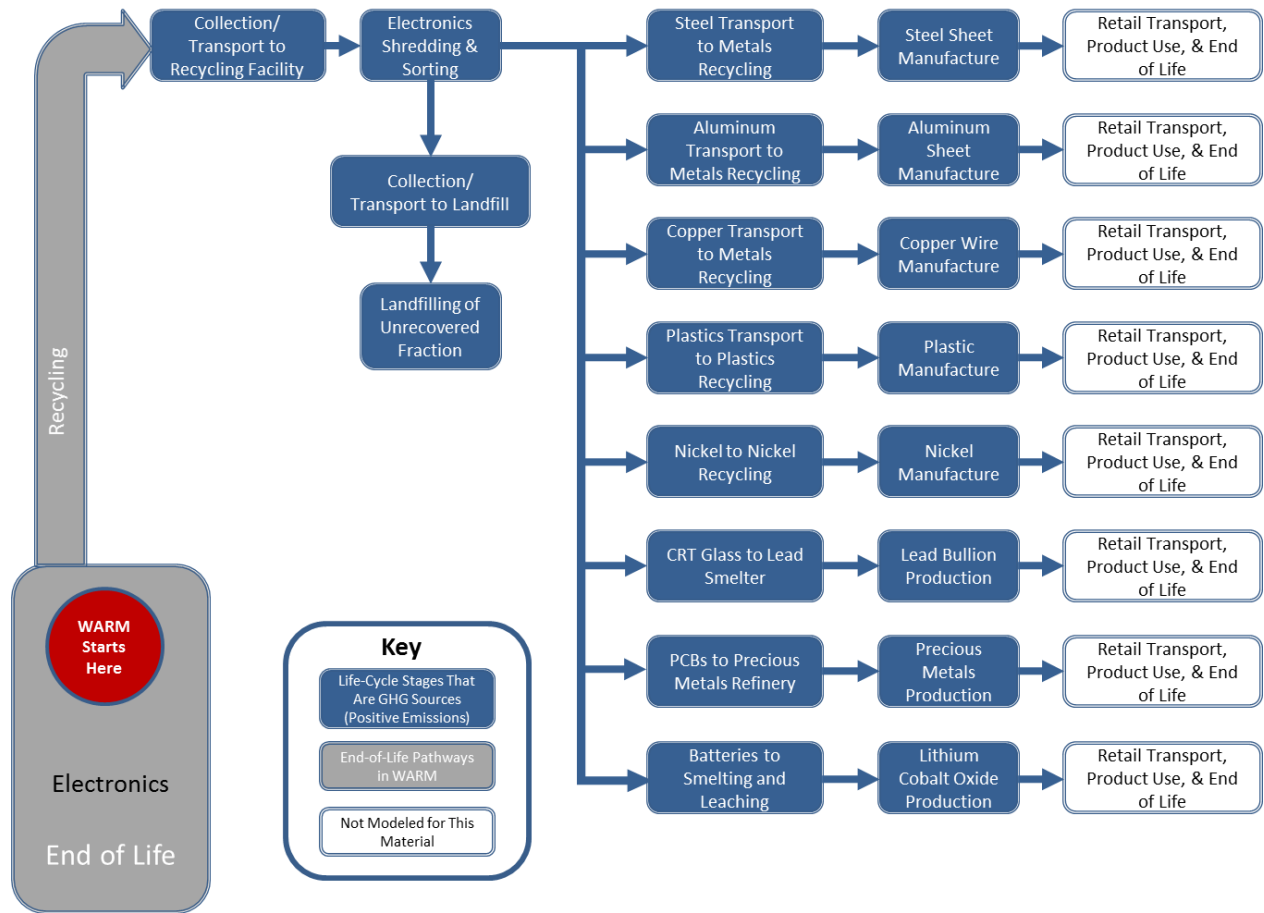 Collection/
Transport to
Recycling Facility
Electronics
Shredding &
Sorting
Steel Transport
to Metals
Recycling
Steel Sheet
Manufacture
Retail Transport,
Product Use, & End
of Life
Aluminum
Transport to
Metals Recycling
Aluminum
Sheet
Manufacture
Retail Transport,
Product Use, & End
of Life
Collection/
Transport to Landfill
Copper Transport
to Metals
Recycling
Copper Wire
Manufacture
Retail Transport,
Product Use, & End
of Life
Landfilling of
Unrecovered
Fraction
Plastics Transport
to Plastics
Recycling
Plastic
Manufacture
Retail Transport,
Product Use, & End
of Life
Recycling
Nickel to Nickel
Recycling
Nickel
Manufacture
Retail Transport,
Product Use, & End
of Life
CRT Glass to Lead
Smelter
Lead Bullion
Production
Retail Transport,
Product Use, & End
of Life
WARM
Starts
Here
PCBs to Precious
Metals Refinery
Precious
Metals
Production
Retail Transport,
Product Use, & End
of Life
Batteries to
Smelting and
Leaching
Lithium
Cobalt Oxide
Production
Retail Transport,
Product Use, & End
of Life
Electronics
End of Life
Key
Life-Cycle Stages That
Are GHG Sources
(Positive Emissions)
End-of-Life Pathways
in WARM
Not Modeled for This
Material